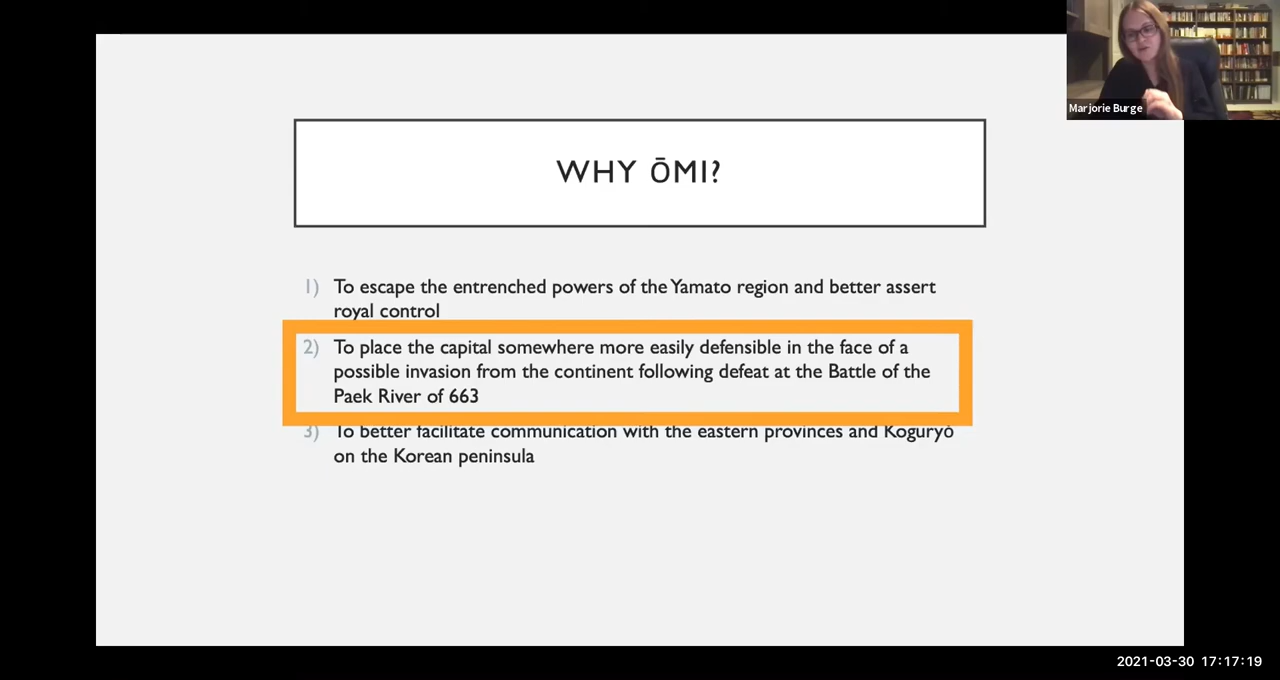 Marjorie Burge
WHY ŌMI?
1) To escape the entrenched powers of the Yamato region and better assert
royal control
2) To place the capital somewhere more easily defensible in the face of a
possible invasion from the continent following defeat at the Battle of the
Paek River of 663
3) To better facilitate communication with the eastern provinces and Koguryŏ
on the Korean peninsula
2021-03-30 17:17:19